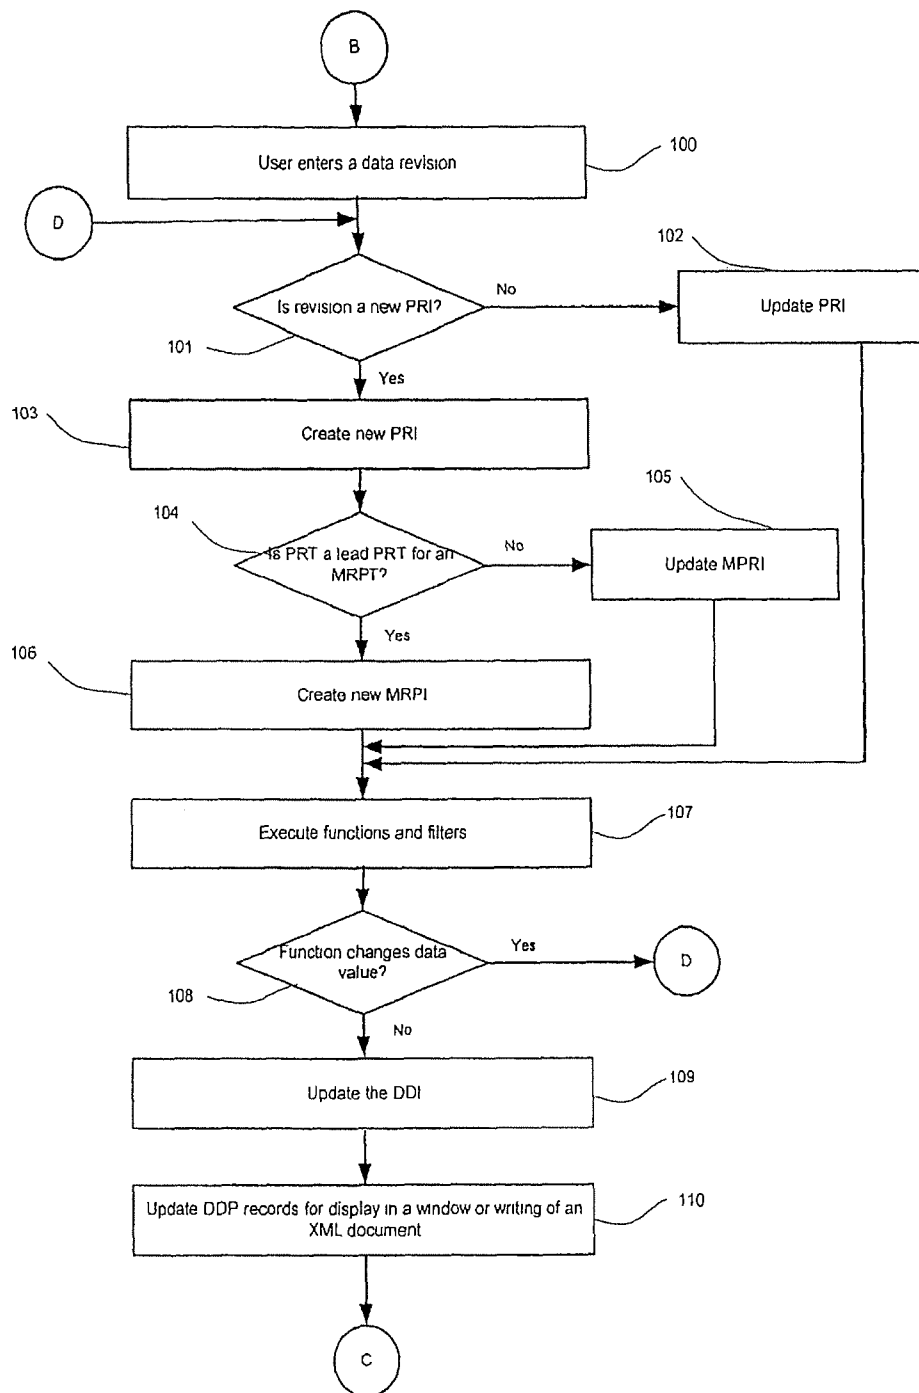 B
User enters a data revision
100
D
102
Is revision a new PRI?
No
Update PRI
101
Yes
103
Create new PRI
105
104
Is PRT a lead PRT for an
MRPT?
No
Update MPRI
Yes
106
Create new MRPI
Execute functions and filters
107
Function changes data
value?
Yes
D
108
No
Update the DDI
109
Update DDP records for display in a window or writing of an
XML document
110
C